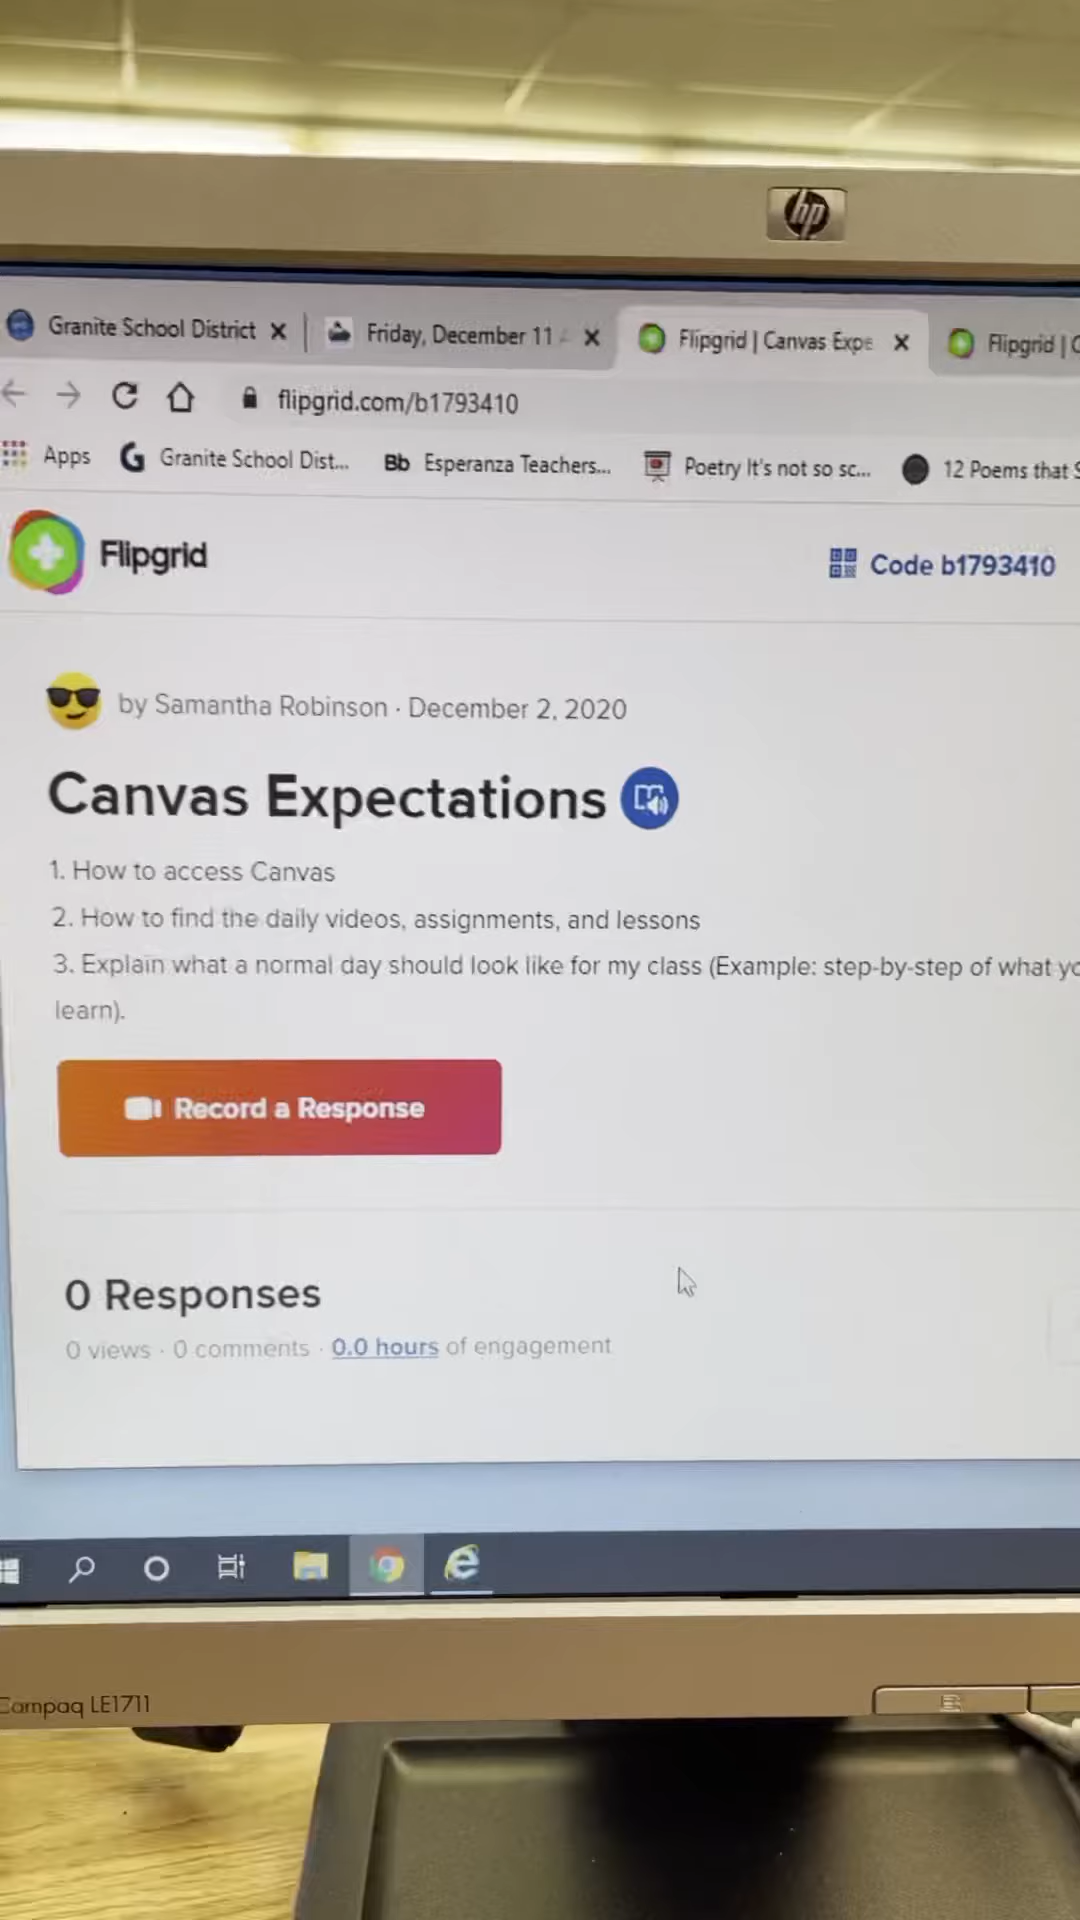 hp
Granite School District
Friday, December 11
Flipgrid | Canvas Expe
Flipgrid |
flipgrid.com/b1793410
Apps
Granite School Dist...
Bb Esperanza Teachers...
Poetry It's not so sc...
12 Poems that S
Flipgrid
Code b1793410
by Samantha Robinson · December 2, 2020
Canvas Expectations
1. How to access Canvas
2. How to find the daily videos, assignments, and lessons
3. Explain what a normal day should look like for my class (Example: step-by-step of what yo
learn).
Record a Response
0 Responses
0 views · 0 comments · 0.0 hours of engagement
Compaq LE1711